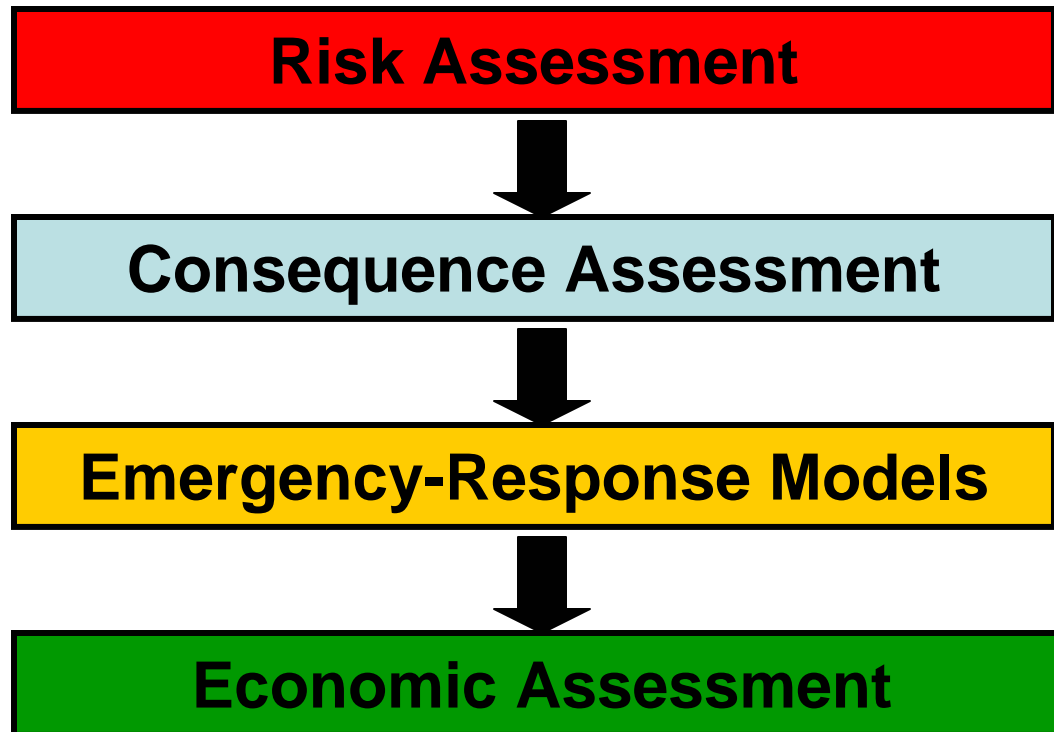 Risk Assessment
Consequence Assessment
Emergency-Response Models
Economic Assessment